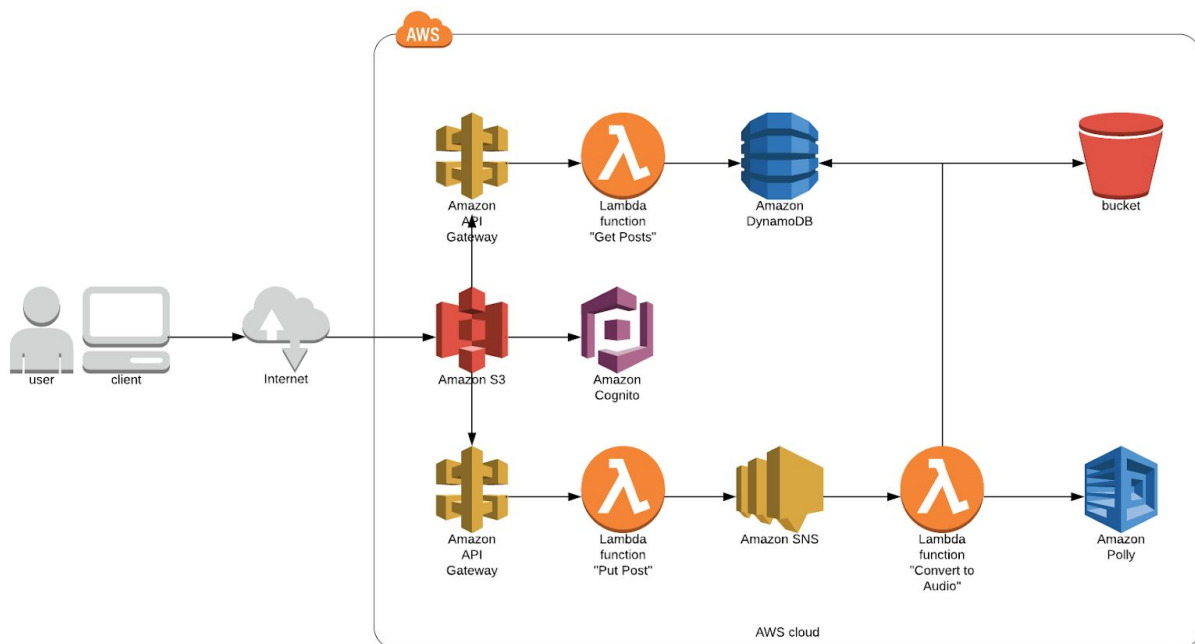 AWS
Amazon
API
Gateway
Lambda
function
"Get Posts"
Amazon
DynamoDB
bucket
user
client
Internet
Amazon S3
Amazon
Cognito
Amazon
API
Gateway
Lambda
function
"Put Post"
Amazon SNS
Lambda
function
"Convert to
Audio"
Amazon
Polly
AWS cloud